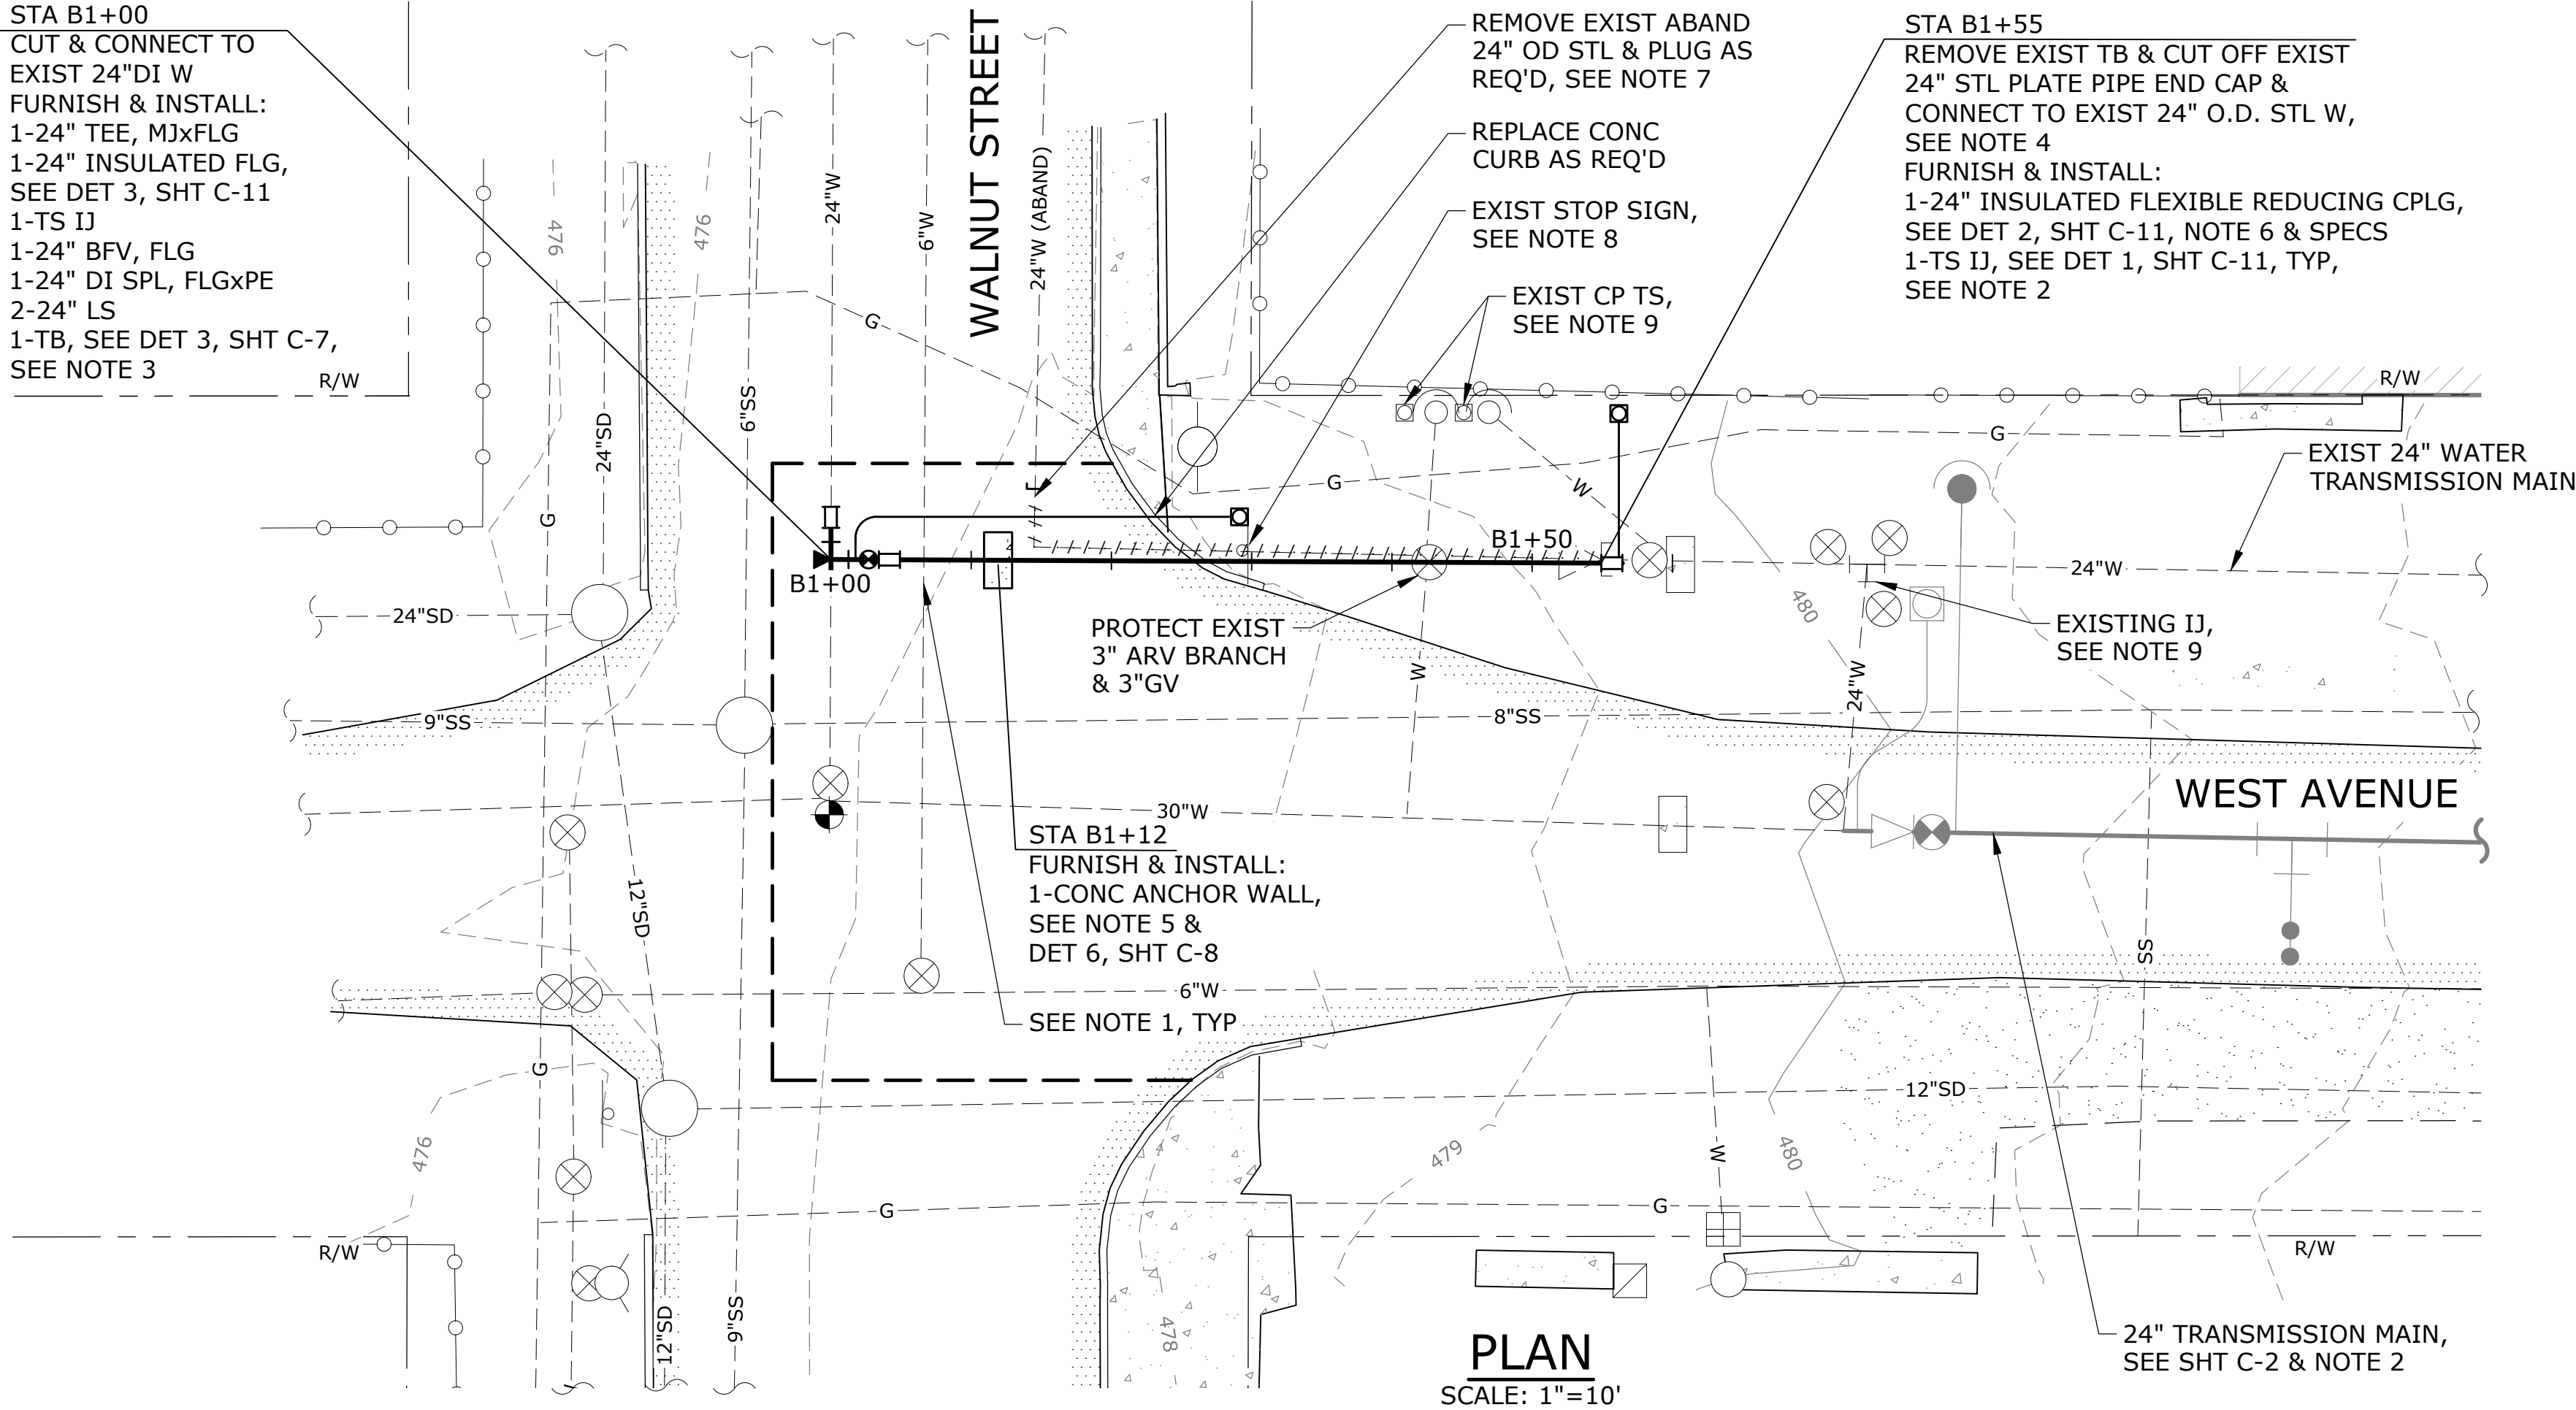 STA B1+00
CUT & CONNECT TO
EXIST 24"DI W
FURNISH & INSTALL:
1-24" TEE, MJxFLG
1-24" INSULATED FLG,
SEE DET 3, SHT C-11
1-TS IJ
1-24" BFV, FLG
1-24" DI SPL, FLGxPE
2-24" LS
1-TB, SEE DET 3, SHT C-7,
SEE NOTE 3
R/W
WALNUT STREET
REMOVE EXIST ABAND
24" OD STL & PLUG AS
REQ'D, SEE NOTE 7
REPLACE CONC
CURB AS REQ'D
EXIST STOP SIGN,
SEE NOTE 8
EXIST CP TS,
SEE NOTE 9
STA B1+55
REMOVE EXIST TB & CUT OFF EXIST
24" STL PLATE PIPE END CAP &
CONNECT TO EXIST 24" O.D. STL W,
SEE NOTE 4
FURNISH & INSTALL:
1-24" INSULATED FLEXIBLE REDUCING CPLG,
SEE DET 2, SHT C-11, NOTE 6 & SPECS
1-TS IJ, SEE DET 1, SHT C-11, TYP,
SEE NOTE 2
476
476
24"W
6"W
24"W (ABAND)
G
6"SS
24"SD
G
R/W
G
G
W
EXIST 24" WATER
TRANSMISSION MAIN
B1+50
B1+00
24"W
480
24"SD
PROTECT EXIST
3" ARV BRANCH
& 3"GV
W
24"W
EXISTING IJ,
SEE NOTE 9
9"SS
8"SS
WEST AVENUE
30"W
STA B1+12
FURNISH & INSTALL:
1-CONC ANCHOR WALL,
SEE NOTE 5 &
DET 6, SHT C-8
12"SD
SS
6"W
SEE NOTE 1, TYP
G
12"SD
476
479
W
480
G
G
R/W
R/W
12"SD
9"SS
478
PLAN
SCALE: 1"=10'
24" TRANSMISSION MAIN,
SEE SHT C-2 & NOTE 2